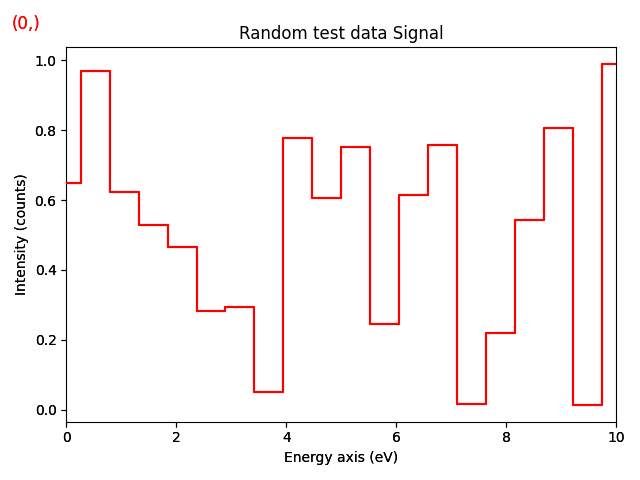 (0,)
Random test data Signal
Intensity (counts)
1.0
0.8
0.6
0.4
0.2
0.0
0 2 4 6 8 10
Energy axis (eV)